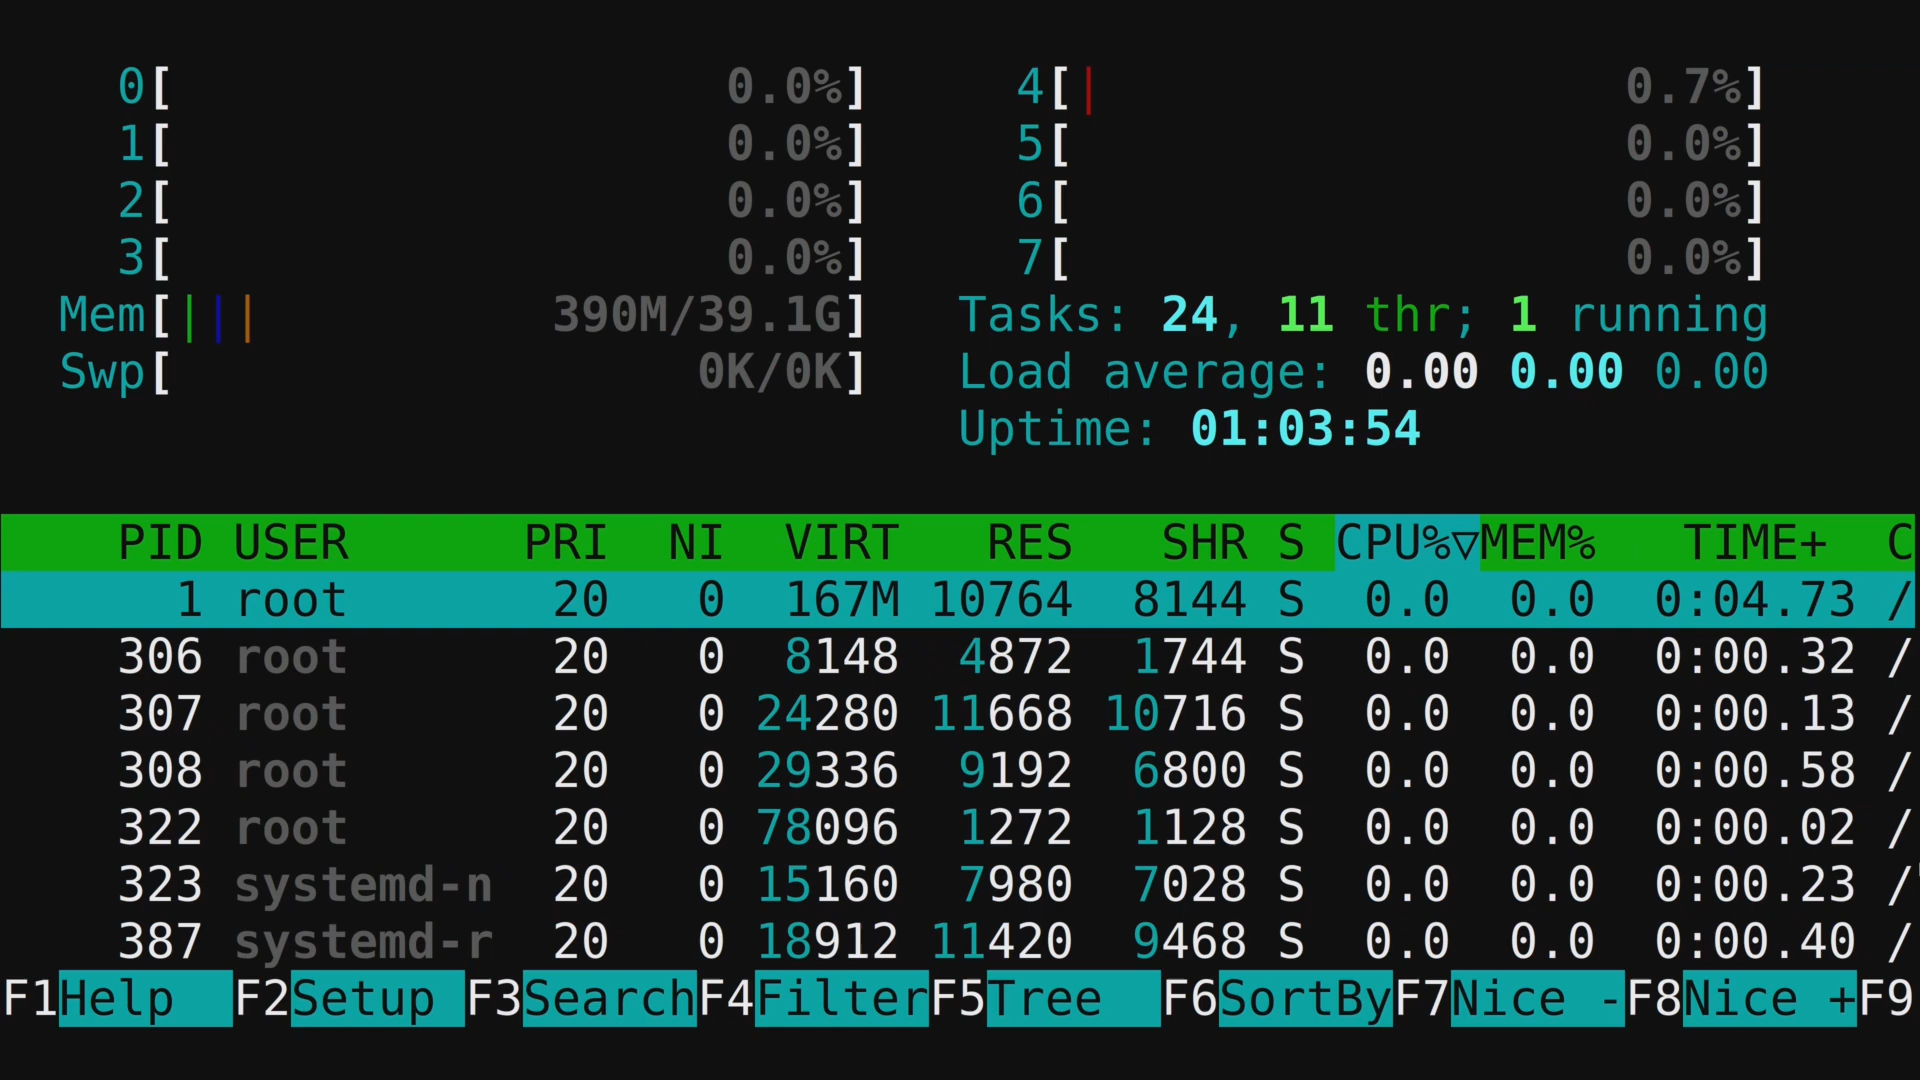 0[ 0.0%] 4[| 0.7%]
1[ 0.0%] 5[ 0.0%]
2[ 0.0%] 6[ 0.0%]
3[ 0.0%] 7[ 0.0%]
Mem[||| 390M/39.1G] Tasks: 24, 11 thr; 1 running
Swp[ 0K/0K] Load average: 0.00 0.00 0.00
Uptime: 01:03:54
PID USER PRI NI VIRT RES SHR S CPU%▽MEM% TIME+ C
1 root 20 0 167M 10764 8144 S 0.0 0.0 0:04.73 /
306 root 20 0 8148 4872 1744 S 0.0 0.0 0:00.32 /
307 root 20 0 24280 11668 10716 S 0.0 0.0 0:00.13 /
308 root 20 0 29336 9192 6800 S 0.0 0.0 0:00.58 /
322 root 20 0 78096 1272 1128 S 0.0 0.0 0:00.02 /
323 systemd-n 20 0 15160 7980 7028 S 0.0 0.0 0:00.23 /
387 systemd-r 20 0 18912 11420 9468 S 0.0 0.0 0:00.40 /
F1Help F2Setup F3SearchF4FilterF5Tree F6SortByF7Nice -F8Nice +F9